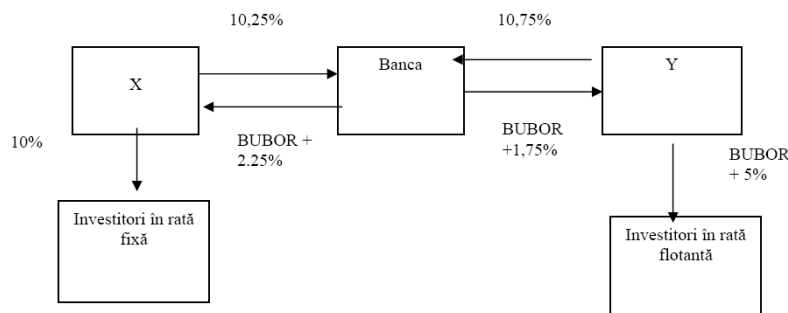 10,25%
10,75%
X
Banca
Y
10%
BUBOR +
2.25%
BUBOR
+1,75%
BUBOR
+ 5%
Investitori în rată
fixă
Investitori în rată
flotantă